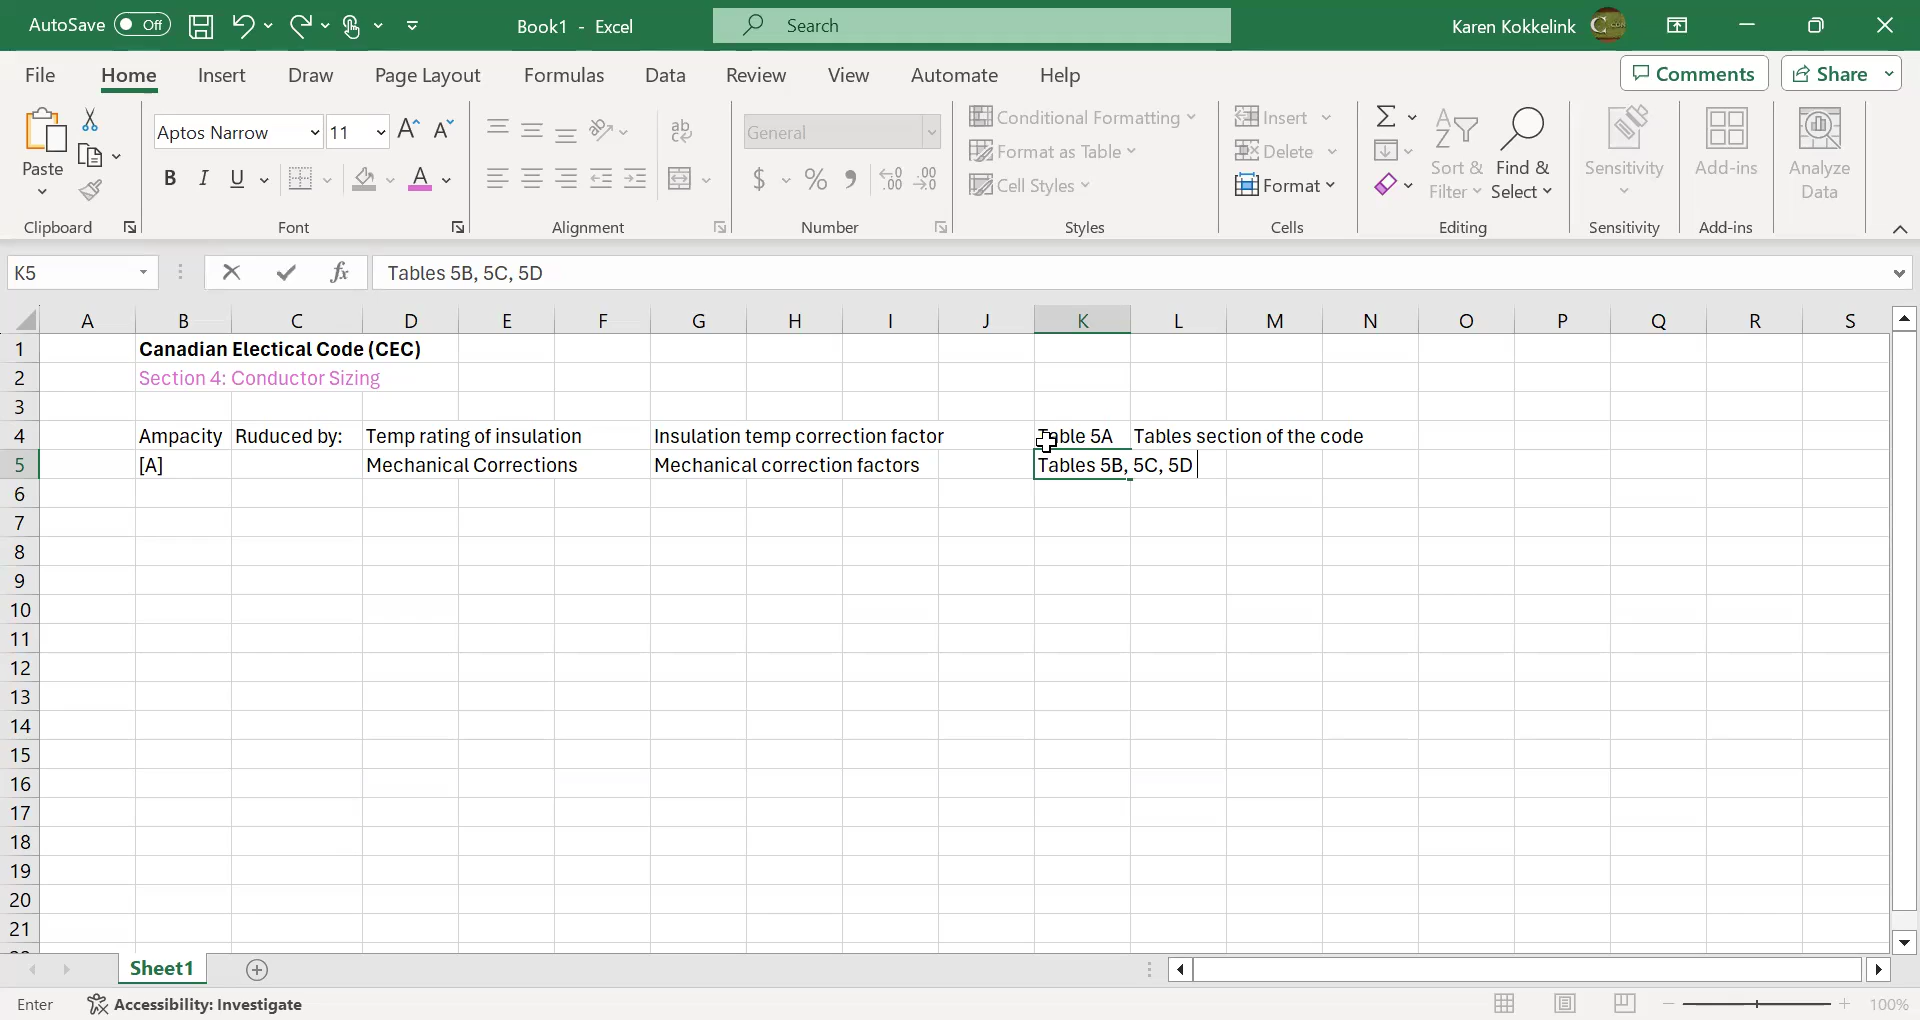 AutoSave Off Book1 - Excel Search Karen Kokkelink
File Home Insert Draw Page Layout Formulas Data Review View Automate Help Comments Share
Paste Aptos Narrow 11 General Conditional Formatting Insert Sort & Filter Find & Select Sensitivity Add-ins Analyze Data
Format as Table Delete
B I U $ % Cell Styles Format
Clipboard Font Alignment Number Styles Cells Editing Sensitivity Add-ins
K5 fx Tables 5B, 5C, 5D
A B C D E F G H I J K L M N O P Q R S
1 Canadian Electical Code (CEC)
2 Section 4: Conductor Sizing
3
4 Ampacity Ruduced by: Temp rating of insulation Insulation temp correction factor Table 5A Tables section of the code
5 [A] Mechanical Corrections Mechanical correction factors Tables 5B, 5C, 5D
6
7
8
9
10
11
12
13
14
15
16
17
18
19
20
21
Sheet1
Enter Accessibility: Investigate 100%